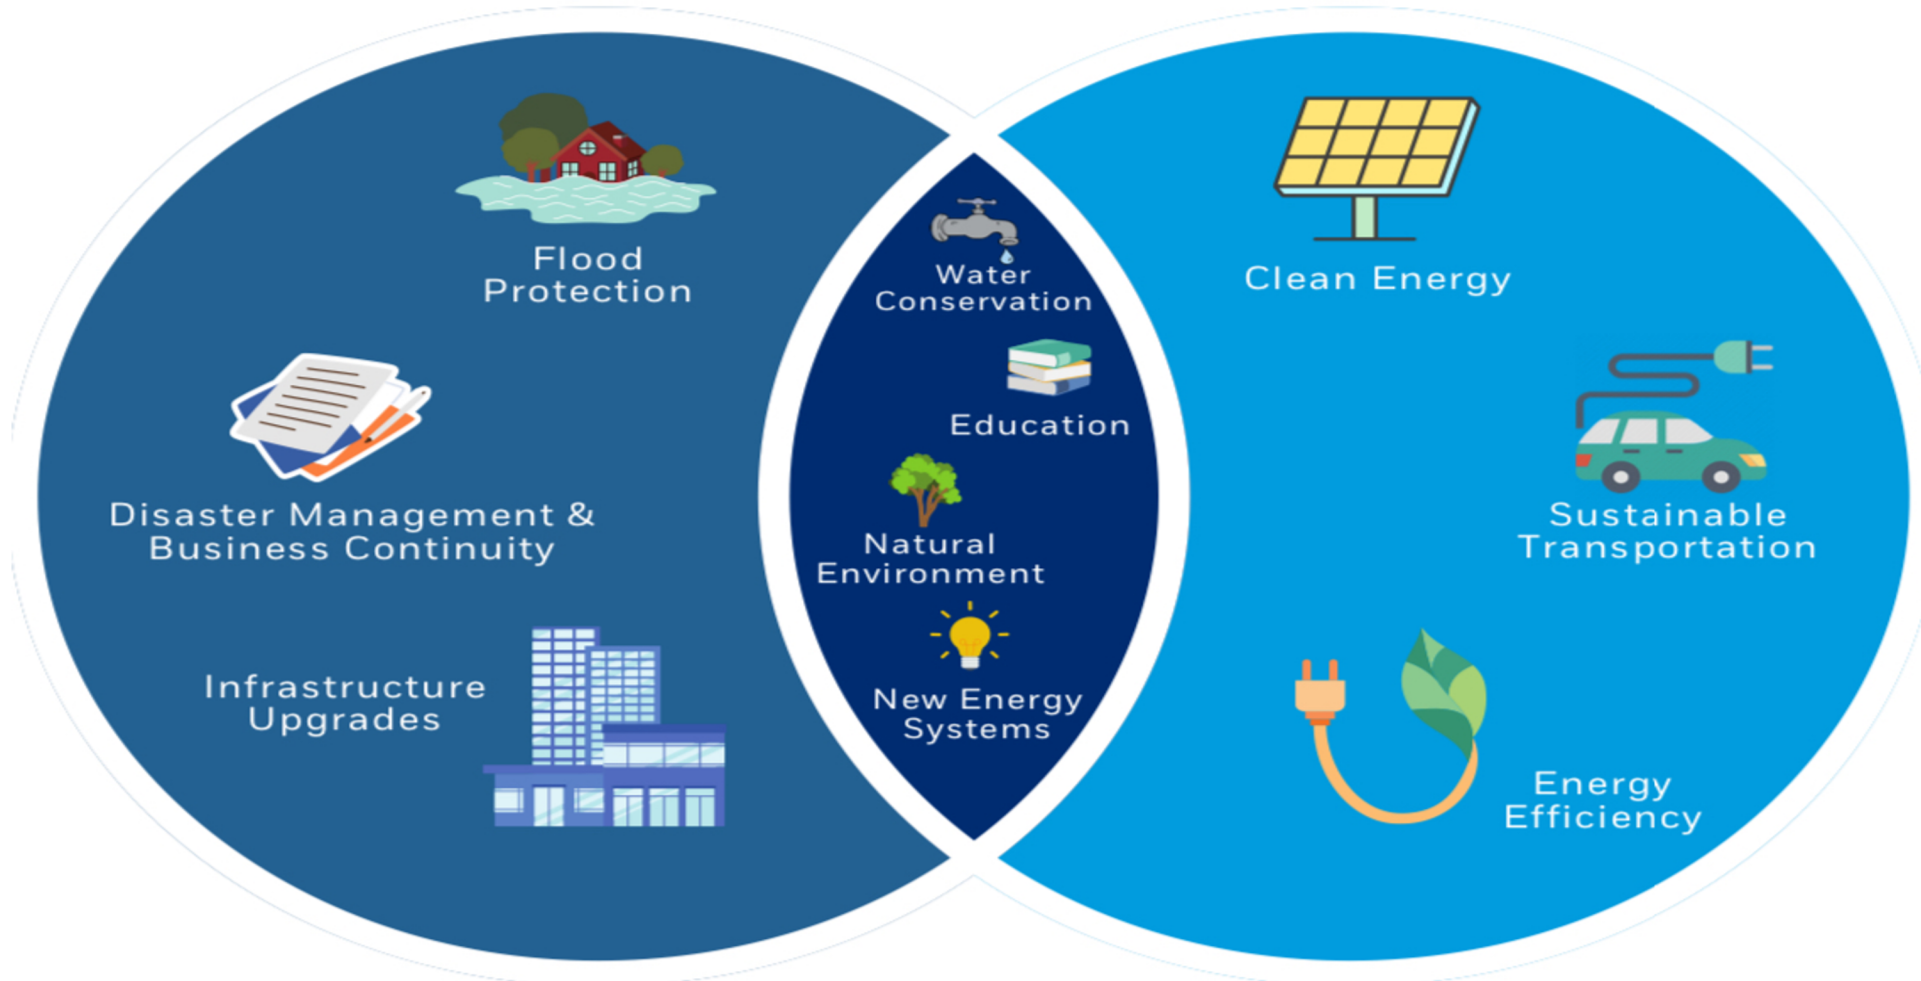 Flood
Protection
Disaster Management &
Business Continuity
Infrastructure
Upgrades
Water
Conservation
Education
Natural
Environment
New Energy
Systems
Clean Energy
Sustainable
Transportation
Energy
Efficiency